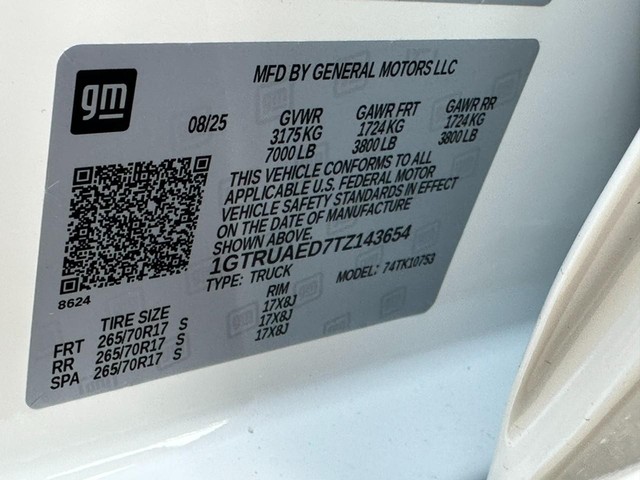 gm
MFD BY GENERAL MOTORS LLC
08/25 GVWR GAWR FRT GAWR RR
3175 KG 1724 KG 1724 KG
7000 LB 3800 LB 3800 LB
THIS VEHICLE CONFORMS TO ALL
APPLICABLE U.S. FEDERAL MOTOR
VEHICLE SAFETY STANDARDS IN EFFECT
ON THE DATE OF MANUFACTURE
SHOWN ABOVE.
1GTRUAED7TZ143654
TYPE: TRUCK MODEL: 74TK10753
8624
TIRE SIZE RIM
FRT 265/70R17 S 17X8J
RR 265/70R17 S 17X8J
SPA 265/70R17 S 17X8J